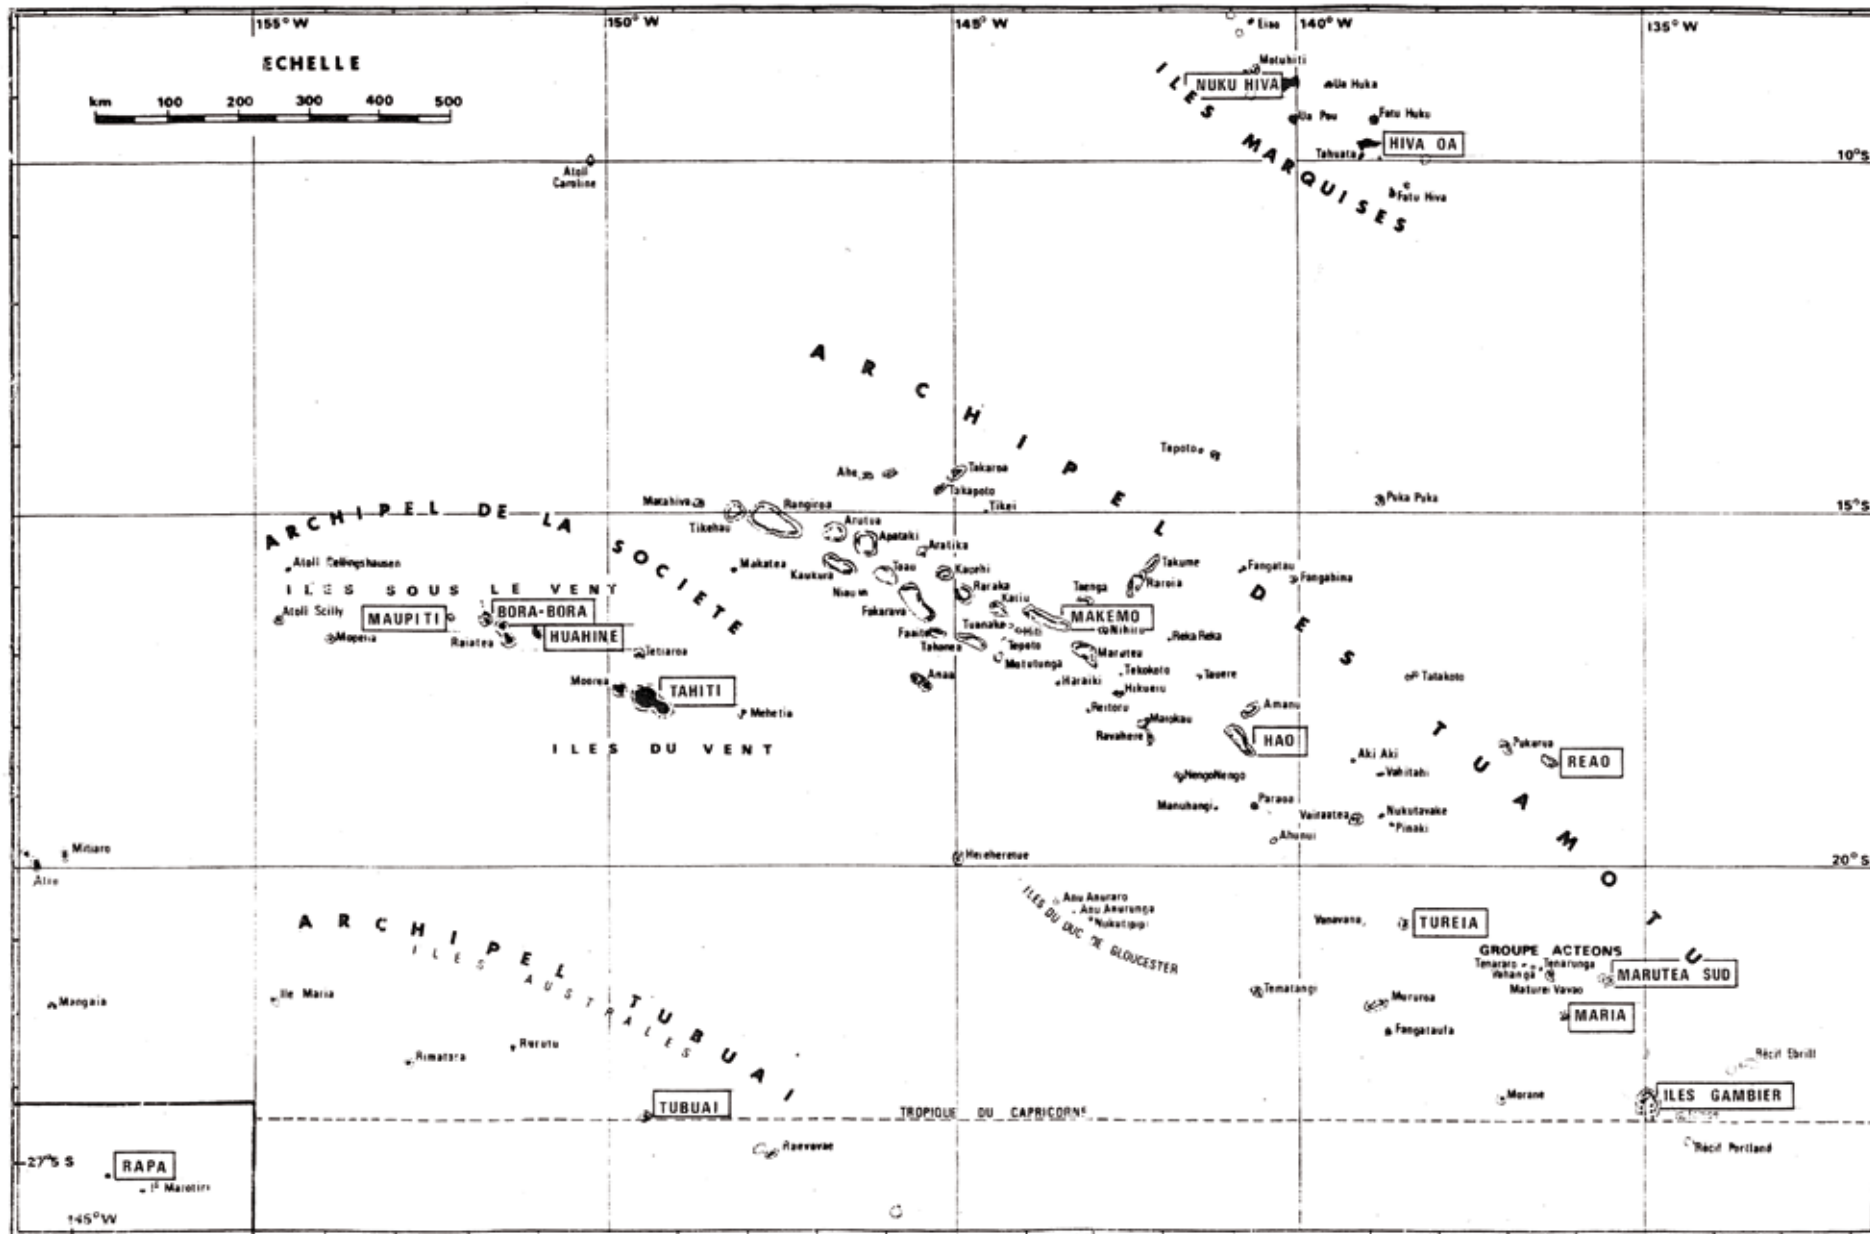 155° W
150° W
145° W
140° W
135° W
ECHELLE
km 100 200 300 400 500
Eiao
Motuhiti
NUKU HIVA
Ua Huka
Ua Pou
Fatu Huku
HIVA OA
Tahuata
Fatu Hiva
ILES MARQUISES
10° S
Atoll
Caroline
ARCHIPEL DES TUAMOTU
Tepoto
Ahe
Takaroa
Takapoto
Tikei
Puka Puka
Matahiva
Rangiroa
Tikehau
15° S
Arutua
Apataki
Aratika
ARCHIPEL DE LA SOCIETE
Atoll
ILES SOUS LE VENT
Makatea
Kaukura
Toau
Kauehi
Niau
Raraka
Fakarava
Katiu
Taenga
Takume
Raroia
Fangatau
Fangahina
Atoll Scilly
MAUPITI
BORA-BORA
HUAHINE
Mopelia
Raiatea
Tetiaroa
Faaite
Tahanea
Tuanake
Hiti
Tepoto
Motutunga
MAKEMO
Nihiru
Reka Reka
Marutea
Moorea
TAHITI
Mehetia
Anaa
Haraiki
Tekokoto
Tauere
Hikueru
Reitoru
Marokau
Ravahere
Amanu
HAO
Tatakoto
ILES DU VENT
Aki Aki
Vahitahi
Pukarua
REAO
NengoNengo
Manuhangi
Paraoa
Vairaatea
Nukutavake
Pinaki
Ahunui
Mitiaro
Hereheretue
20° S
ILES DU DUC DE GLOUCESTER
Anu Anuraro
Anu Anurunga
Nukutipipi
Vanavana
TUREIA
GROUPE ACTEONS
Tenararo
Tenarunga
Vahanga
Maturei Vavao
MARUTEA SUD
ARCHIPEL TUBUAI
ILES AUSTRALES
Mangaia
Ile Maria
Tematangi
Mururoa
MARIA
Fangataufa
Rimatara
Rurutu
Récif Ebrill
TUBUAI
TROPIQUE DU CAPRICORNE
Morane
ILES GAMBIER
Raevavae
Récif Portland
27° S S
RAPA
Marotiri
145° W